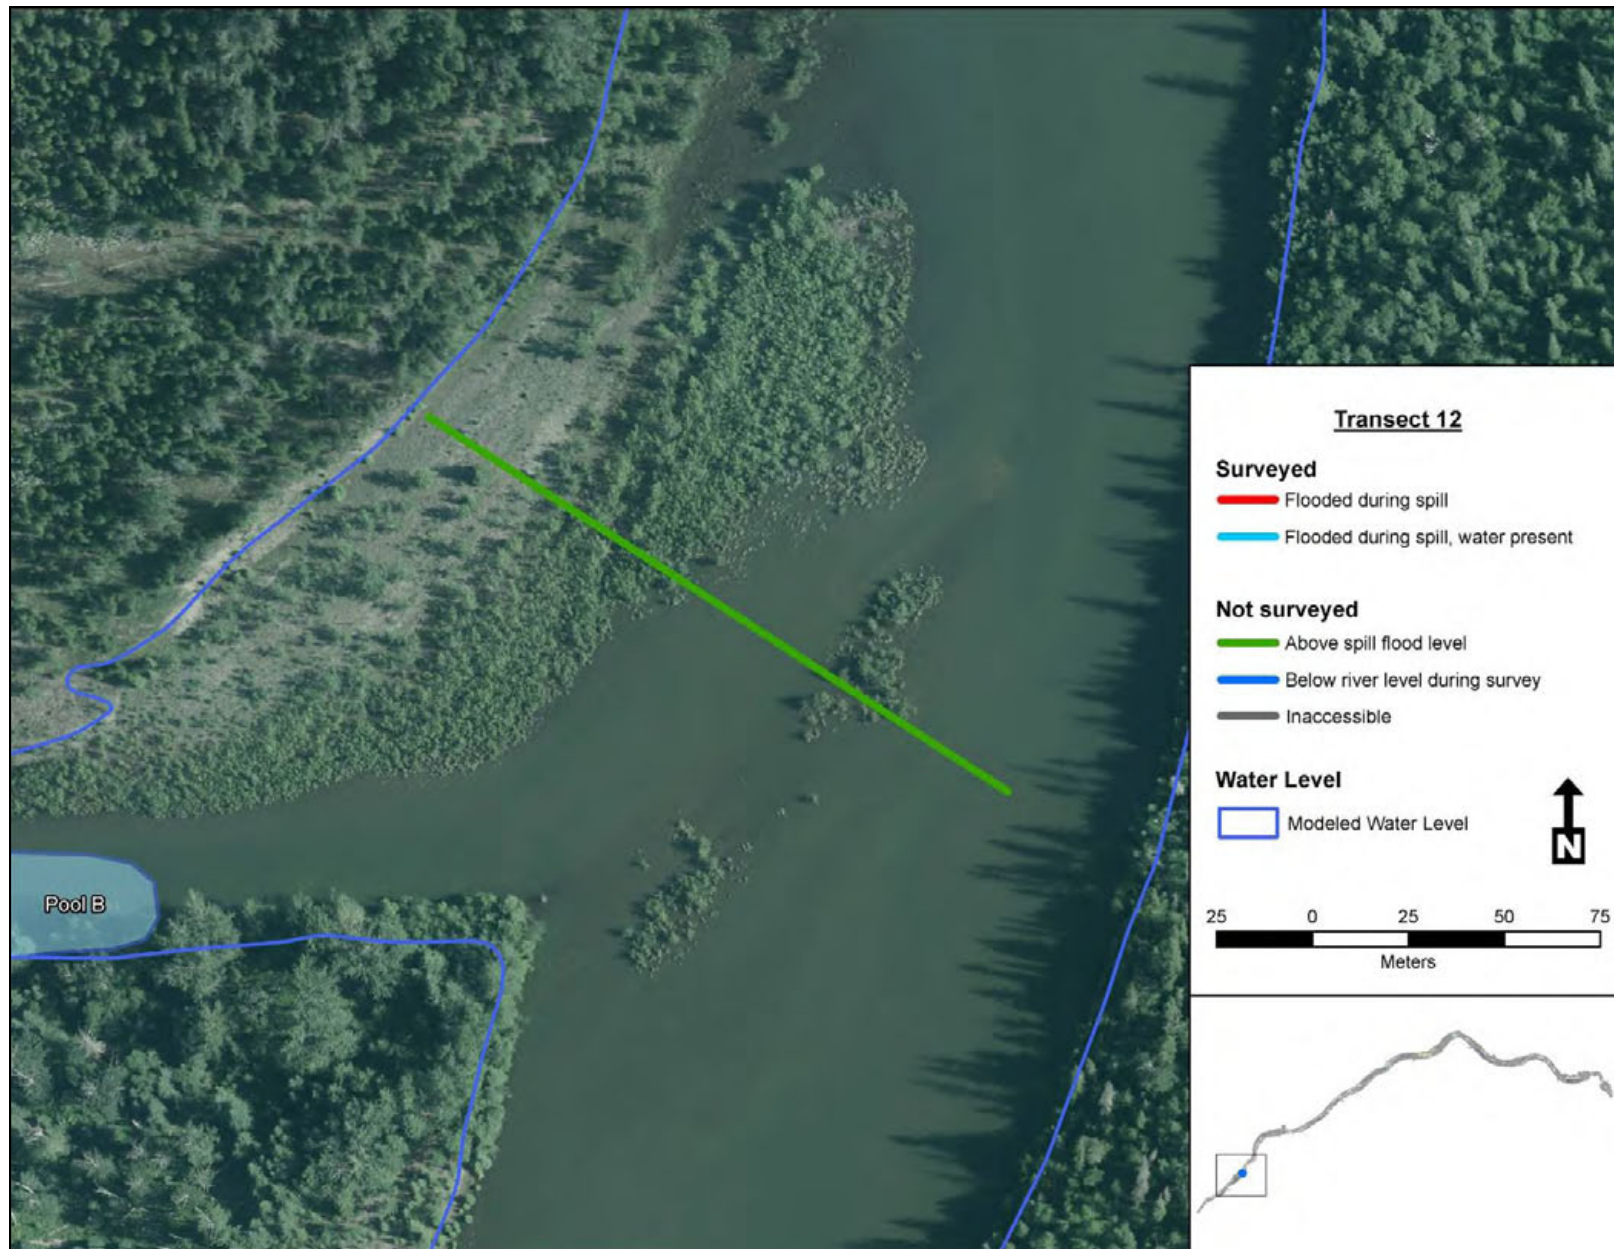 Transect 12
Surveyed
Flooded during spill
Flooded during spill, water present
Not surveyed
Above spill flood level
Below river level during survey
Inaccessible
Water Level
Modeled Water Level
N
25 0 25 50 75
Meters
Pool B